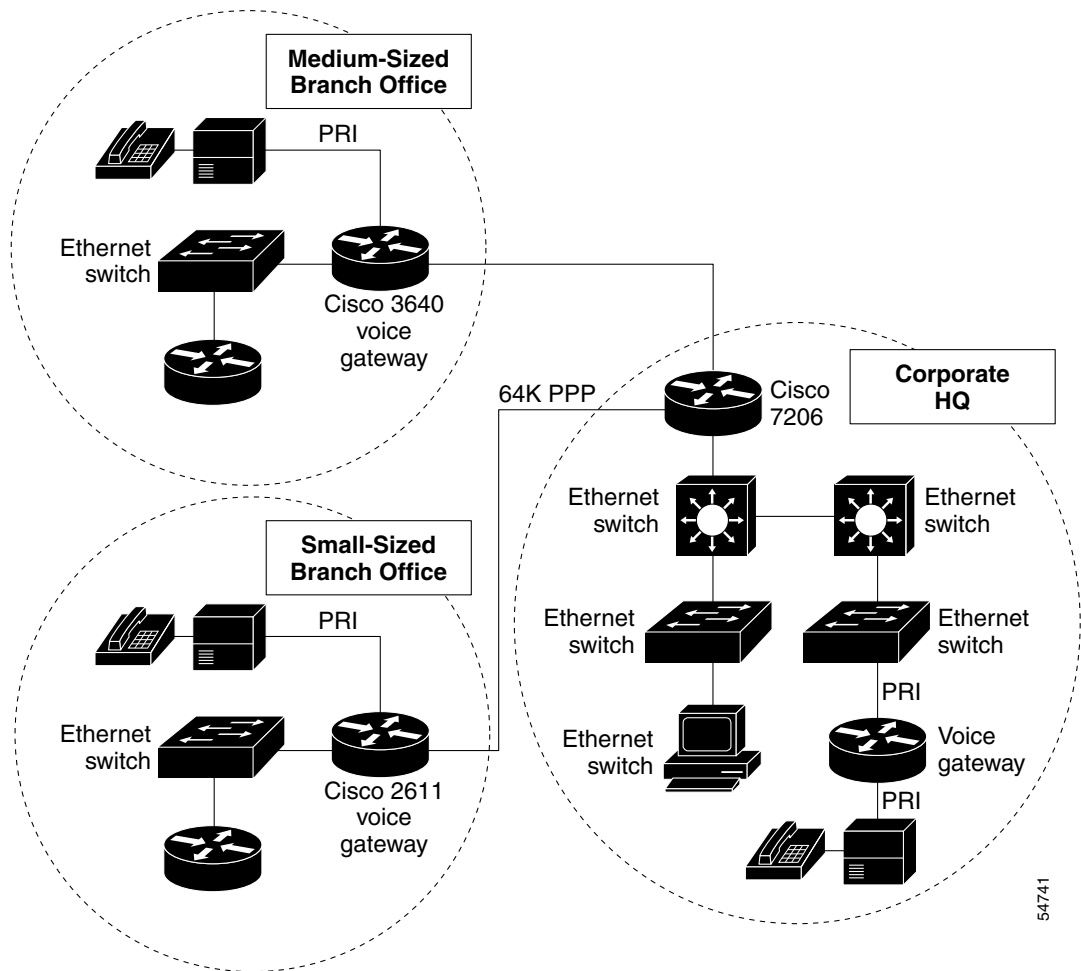 Medium-Sized
Branch Office
PRI
Ethernet
switch
Cisco 3640
voice
gateway
64K PPP
Cisco
7206
Corporate
HQ
Ethernet
switch
Ethernet
switch
Small-Sized
Branch Office
PRI
Ethernet
switch
Ethernet
switch
PRI
Ethernet
switch
Cisco 2611
voice
gateway
Ethernet
switch
Voice
gateway
PRI
54741